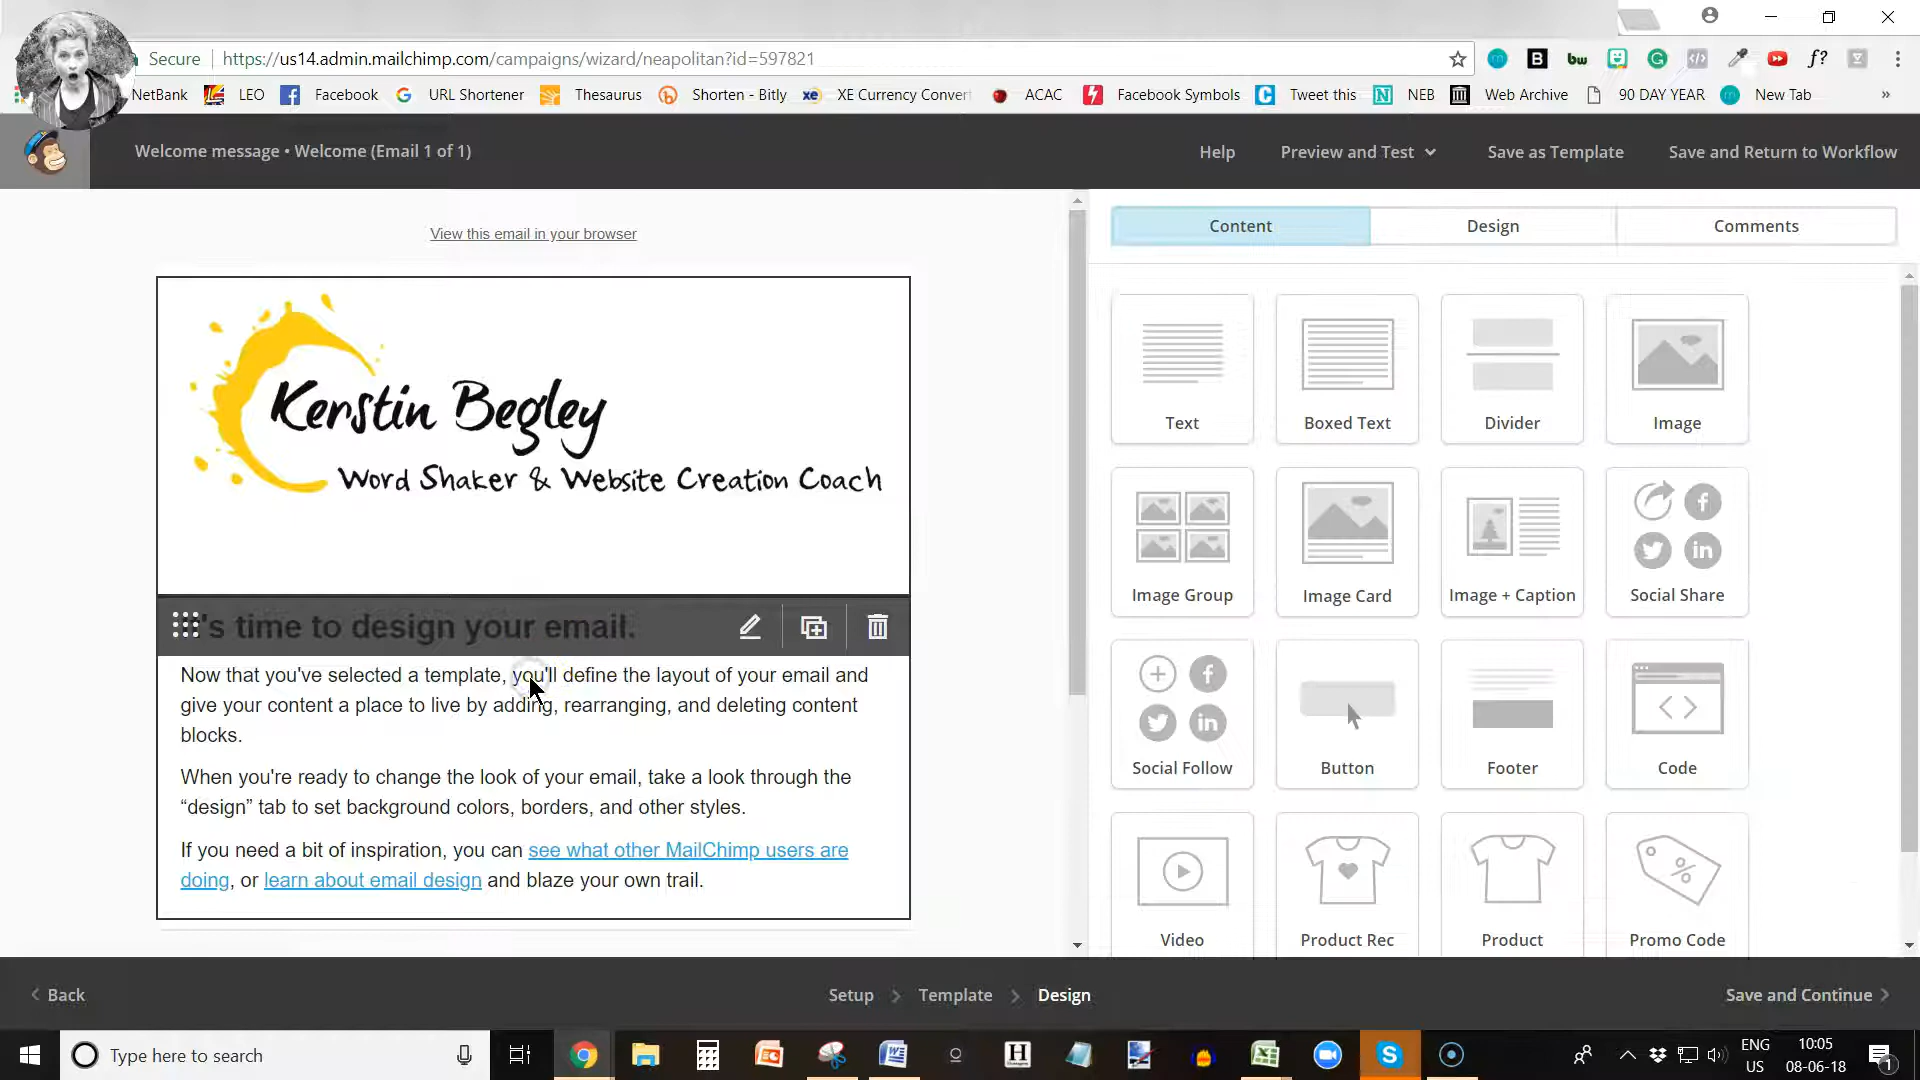 Secure
https://us14.admin.mailchimp.com/campaigns/wizard/neapolitan?id=597821
bw
f?
NetBank
LEO
Facebook
URL Shortener
Thesaurus
Shorten - Bitly
XE Currency Convert
ACAC
Facebook Symbols
Tweet this
NEB
Web Archive
90 DAY YEAR
New Tab
»
Welcome message • Welcome (Email 1 of 1)
Help
Preview and Test
Save as Template
Save and Return to Workflow
View this email in your browser
Content
Design
Comments
Kerstin Begley
Word Shaker & Website Creation Coach
's time to design your email.
Now that you've selected a template, you'll define the layout of your email and
give your content a place to live by adding, rearranging, and deleting content
blocks.
When you're ready to change the look of your email, take a look through the
“design” tab to set background colors, borders, and other styles.
If you need a bit of inspiration, you can see what other MailChimp users are
doing, or learn about email design and blaze your own trail.
Text
Boxed Text
Divider
Image
Image Group
Image Card
Image + Caption
Social Share
Social Follow
Button
Footer
Code
Video
Product Rec
Product
Promo Code
Back
Setup
Template
Design
Save and Continue
Type here to search
ENG
US
10:05
08-06-18
1